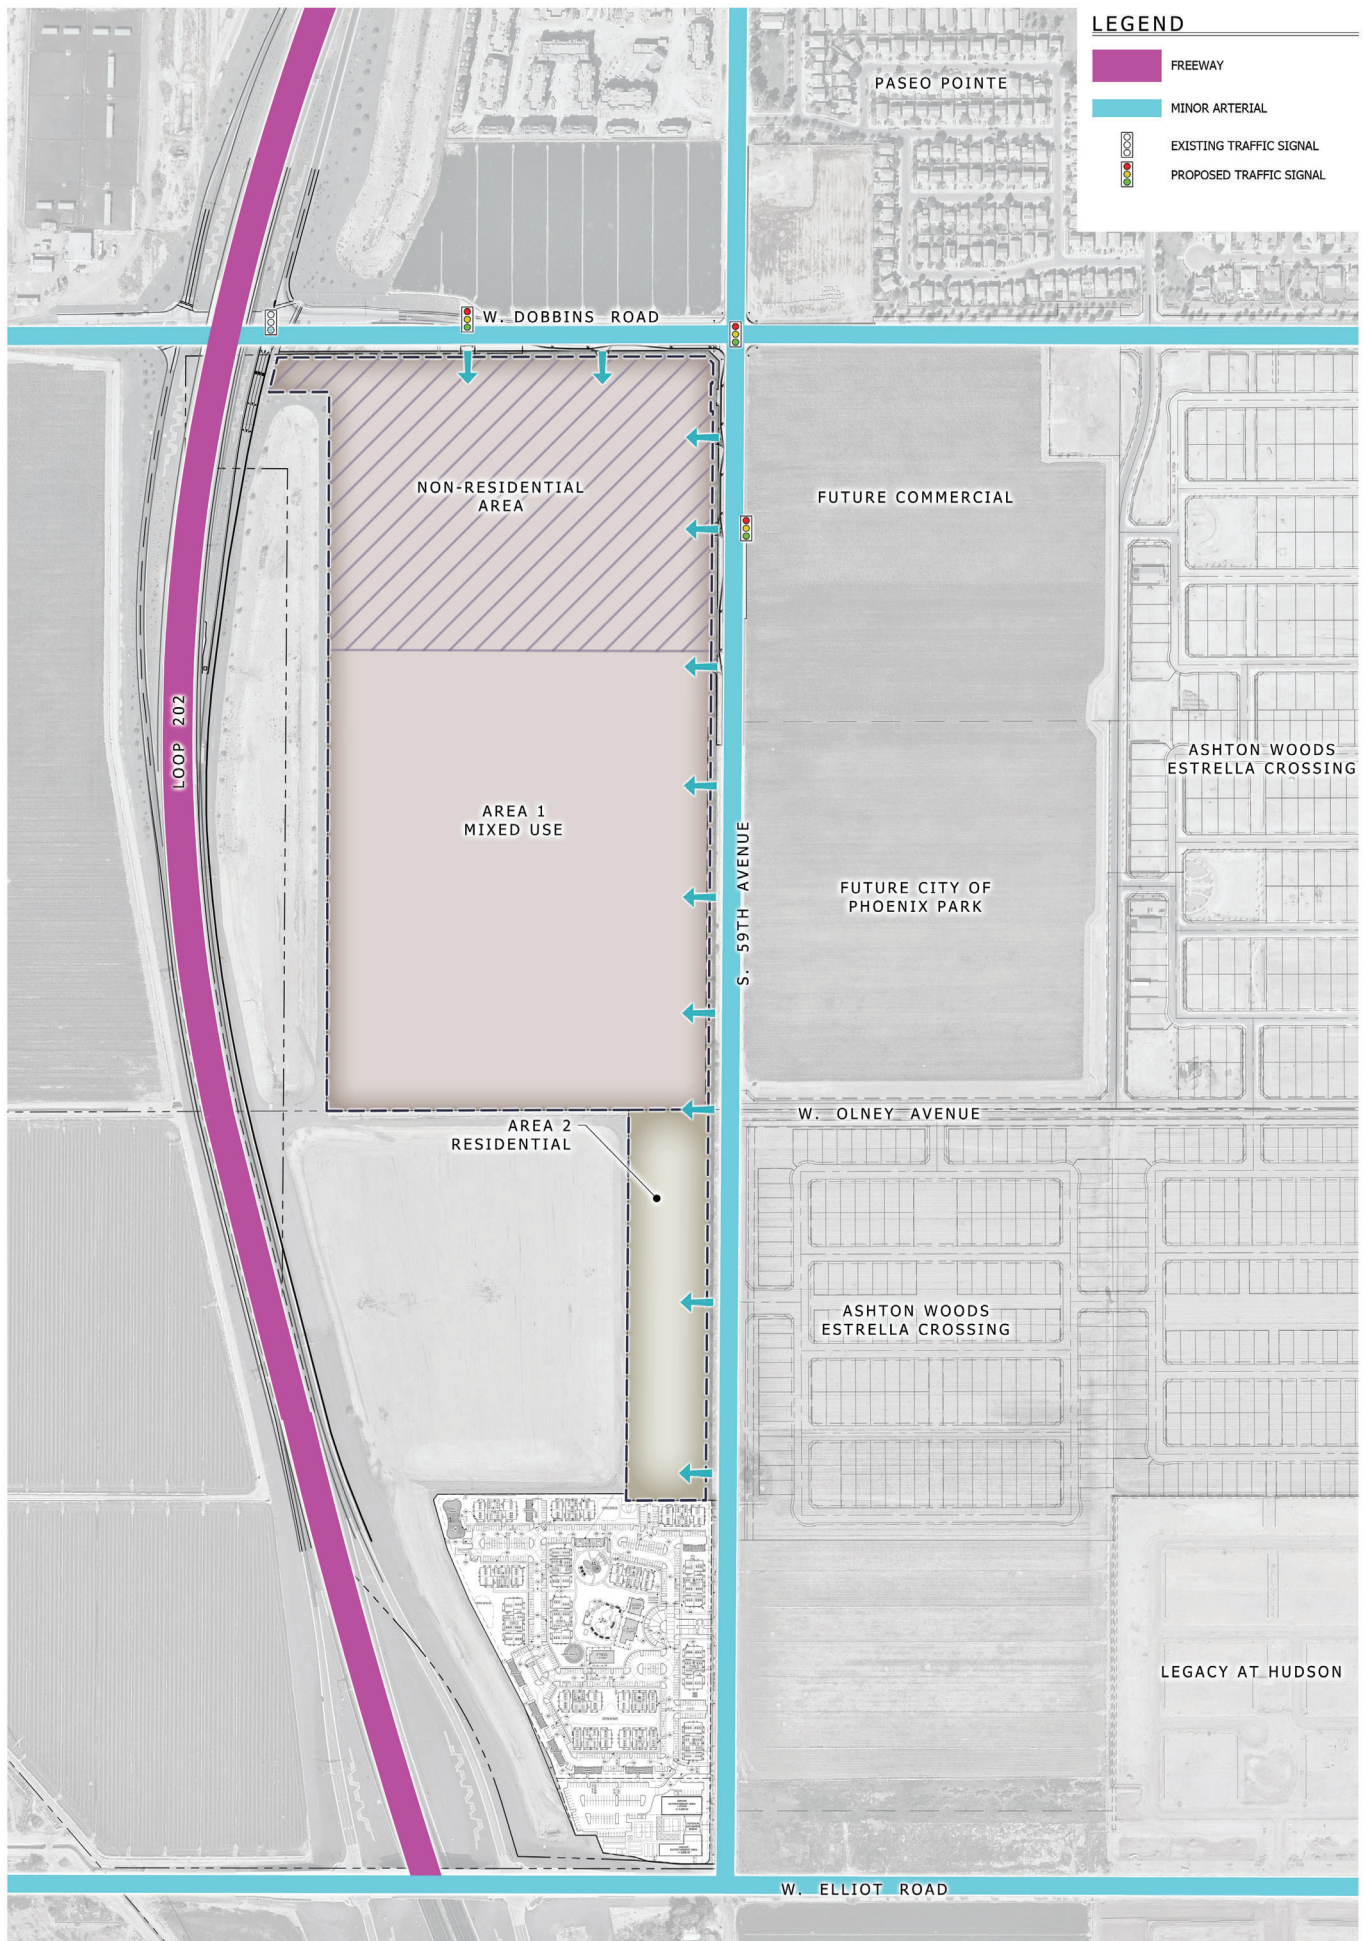 LEGEND
FREEWAY
MINOR ARTERIAL
EXISTING TRAFFIC SIGNAL
PROPOSED TRAFFIC SIGNAL
PASEO POINTE
W. DOBBINS ROAD
NON-RESIDENTIAL
AREA
FUTURE COMMERCIAL
LOOP 202
ASHTON WOODS
ESTRELLA CROSSING
AREA 1
MIXED USE
S. 59TH AVENUE
FUTURE CITY OF
PHOENIX PARK
W. OLNEY AVENUE
AREA 2
RESIDENTIAL
ASHTON WOODS
ESTRELLA CROSSING
LEGACY AT HUDSON
W. ELLIOT ROAD